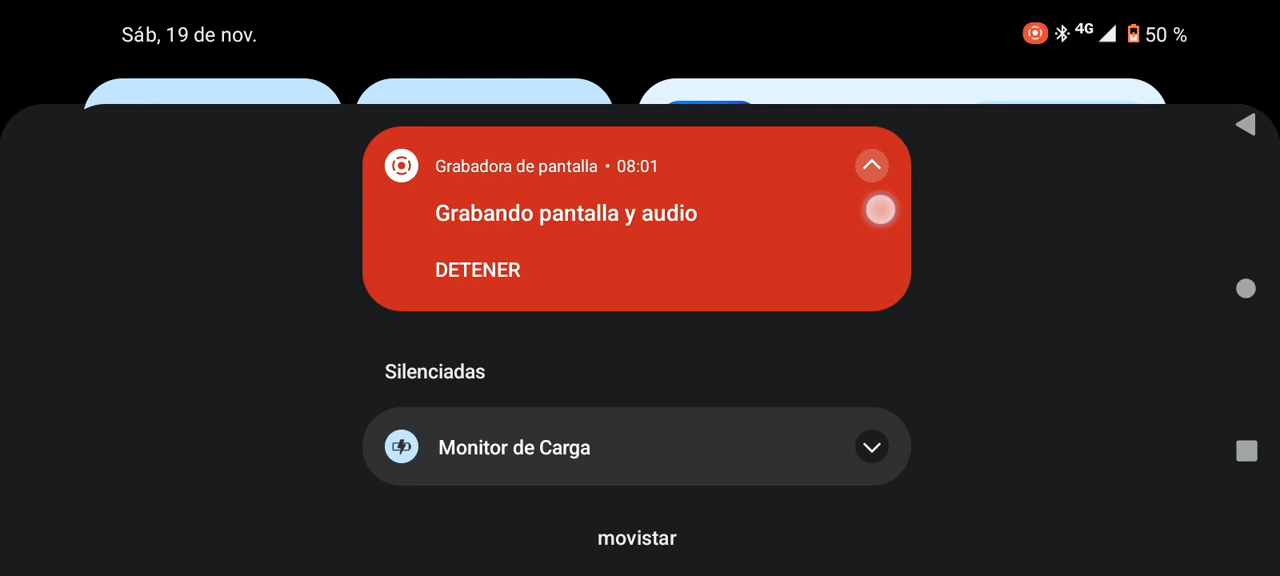 Sáb, 19 de nov.
4G 50 %
Grabadora de pantalla • 08:01
Grabando pantalla y audio
DETENER
Silenciadas
Monitor de Carga
movistar